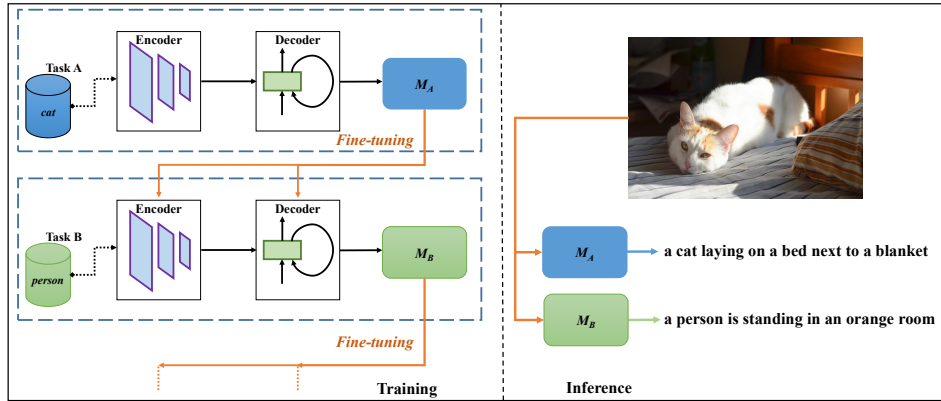 Task A
cat
Encoder
Decoder
M_A
Fine-tuning
Task B
person
Encoder
Decoder
M_B
Fine-tuning
Training
M_A
a cat laying on a bed next to a blanket
M_B
a person is standing in an orange room
Inference